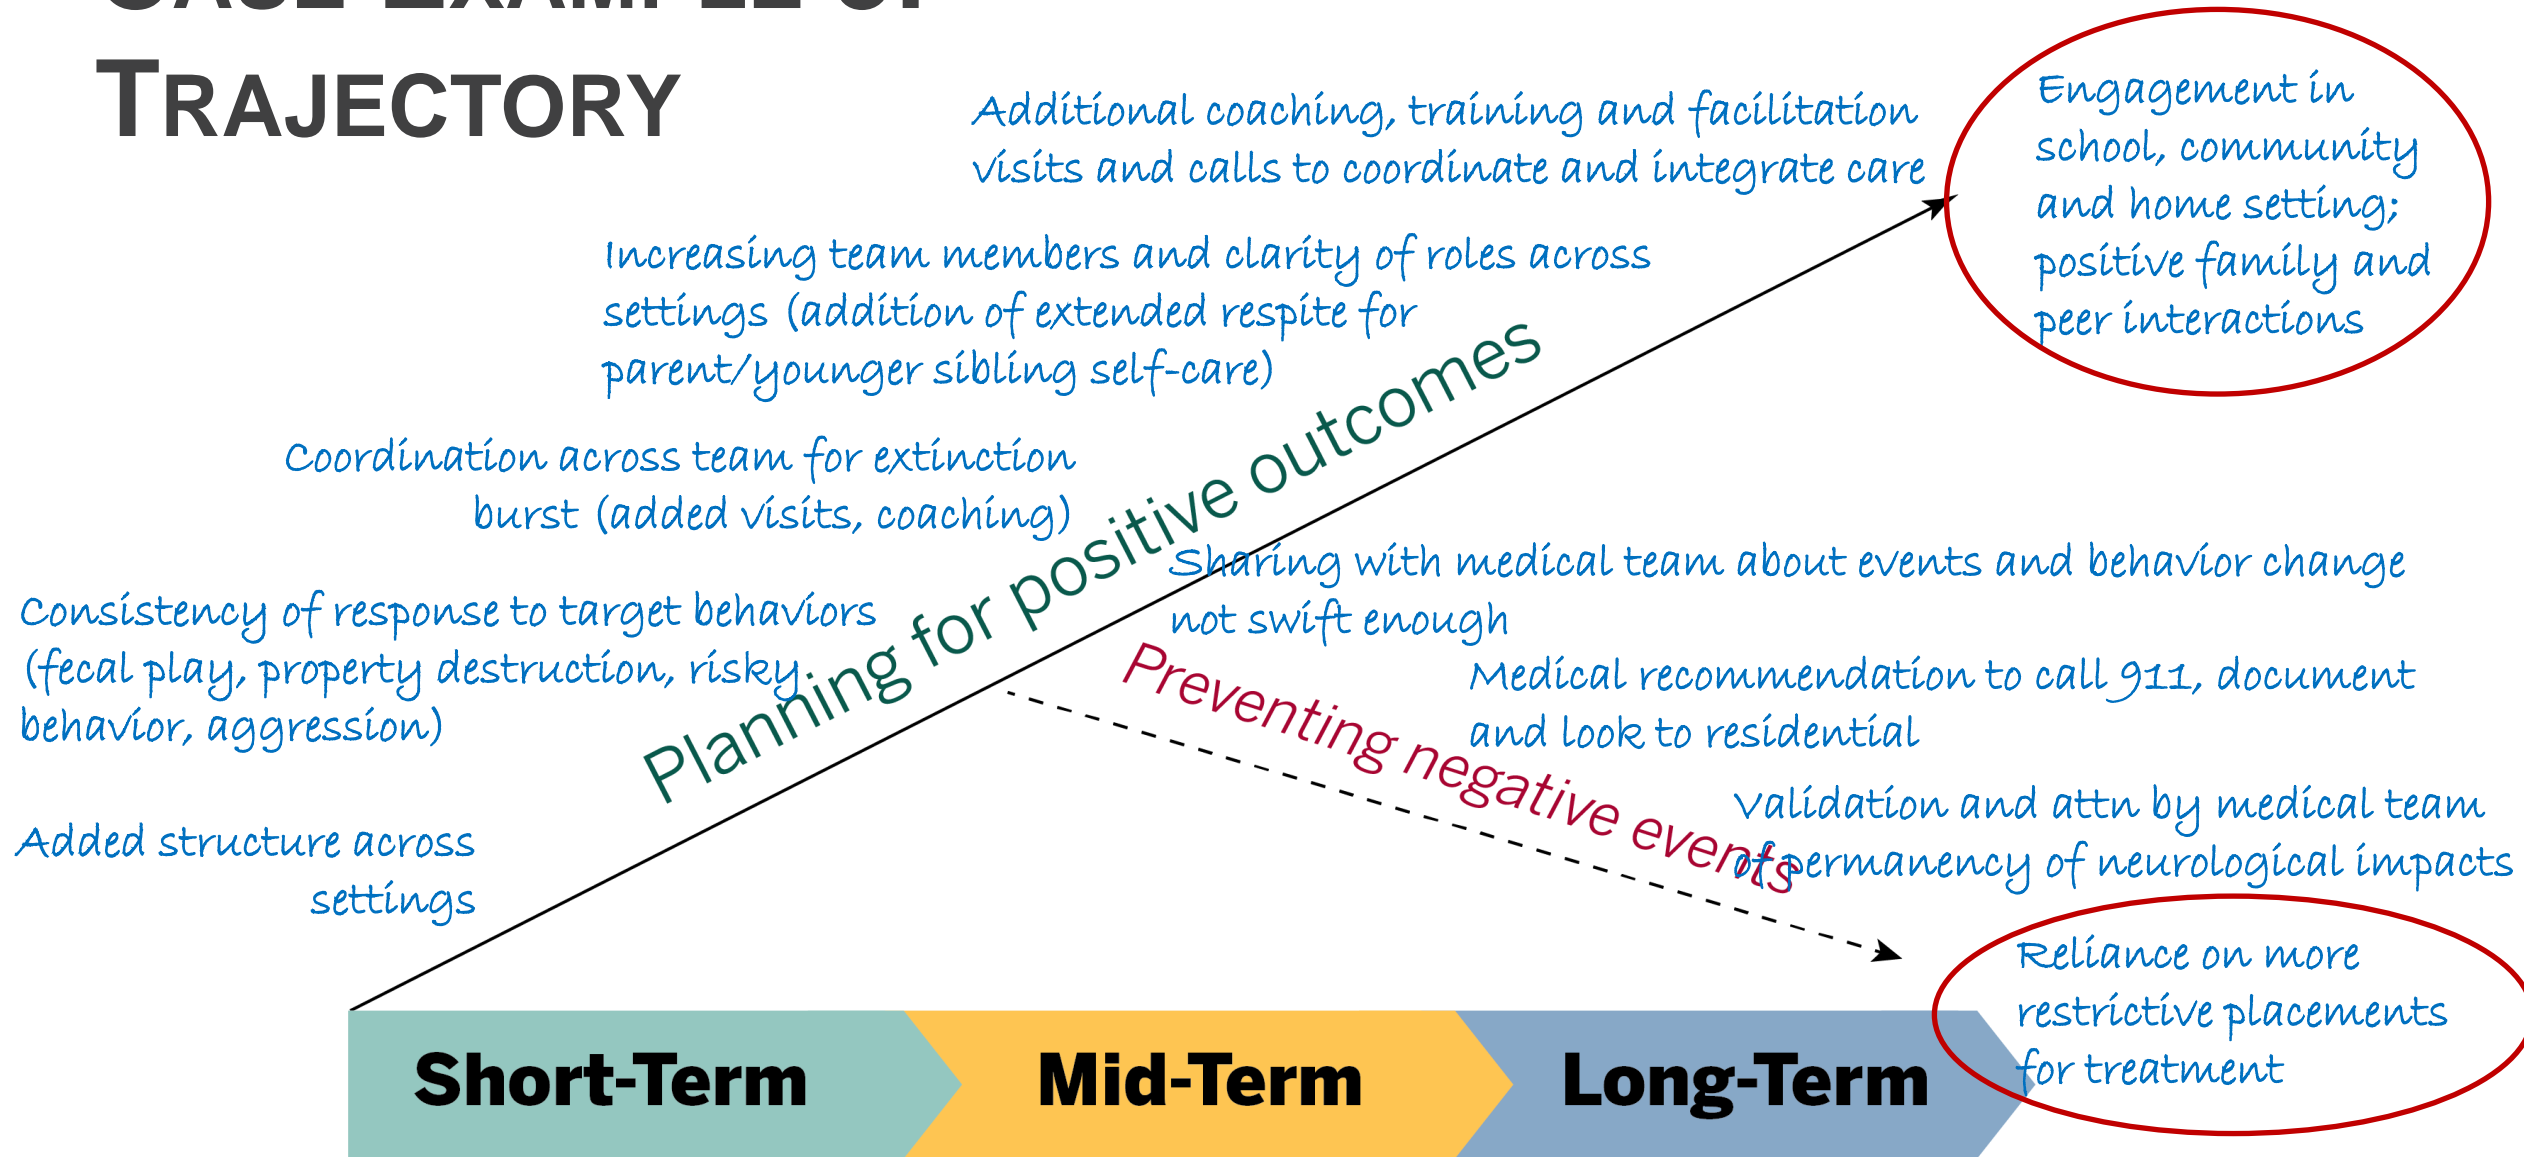 CASE EXAMPLE OF
TRAJECTORY
Additional coaching, training and facilitation
visits and calls to coordinate and integrate care
Engagement in
school, community
and home setting;
positive family and
peer interactions
Increasing team members and clarity of roles across
settings (addition of extended respite for
parent/younger sibling self-care)
Coordination across team for extinction
burst (added visits, coaching)
Planning for positive outcomes
Consistency of response to target behaviors
(fecal play, property destruction, risky
behavior, aggression)
Added structure across
settings
Sharing with medical team about events and behavior change
not swift enough
Preventing negative events
Medical recommendation to call 911, document
and look to residential
Validation and attn by medical team
of permanency of neurological impacts
Reliance on more
restrictive placements
for treatment
Short-Term
Mid-Term
Long-Term